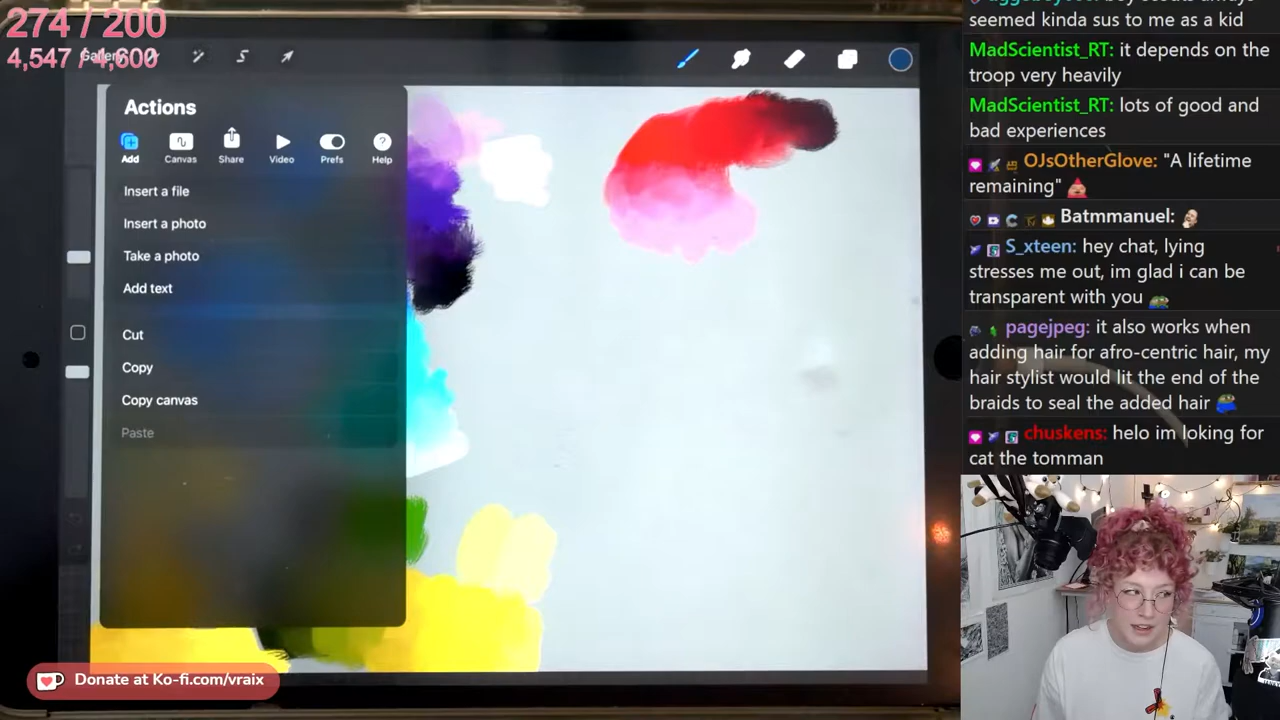 274 / 200
4,547 / 4,600
Gallery
Actions
Add
Canvas
Share
Video
Prefs
Help
Insert a file
Insert a photo
Take a photo
Add text
Cut
Copy
Copy canvas
Paste
Donate at Ko-fi.com/vraix
seemed kinda sus to me as a kid
MadScientist_RT: it depends on the
troop very heavily
MadScientist_RT: lots of good and
bad experiences
OJsOtherGlove: "A lifetime
remaining"
Batmmanuel:
S_xteen: hey chat, lying
stresses me out, im glad i can be
transparent with you
pagejpeg: it also works when
adding hair for afro-centric hair, my
hair stylist would lit the end of the
braids to seal the added hair
chuskens: helo im loking for
cat the tomman